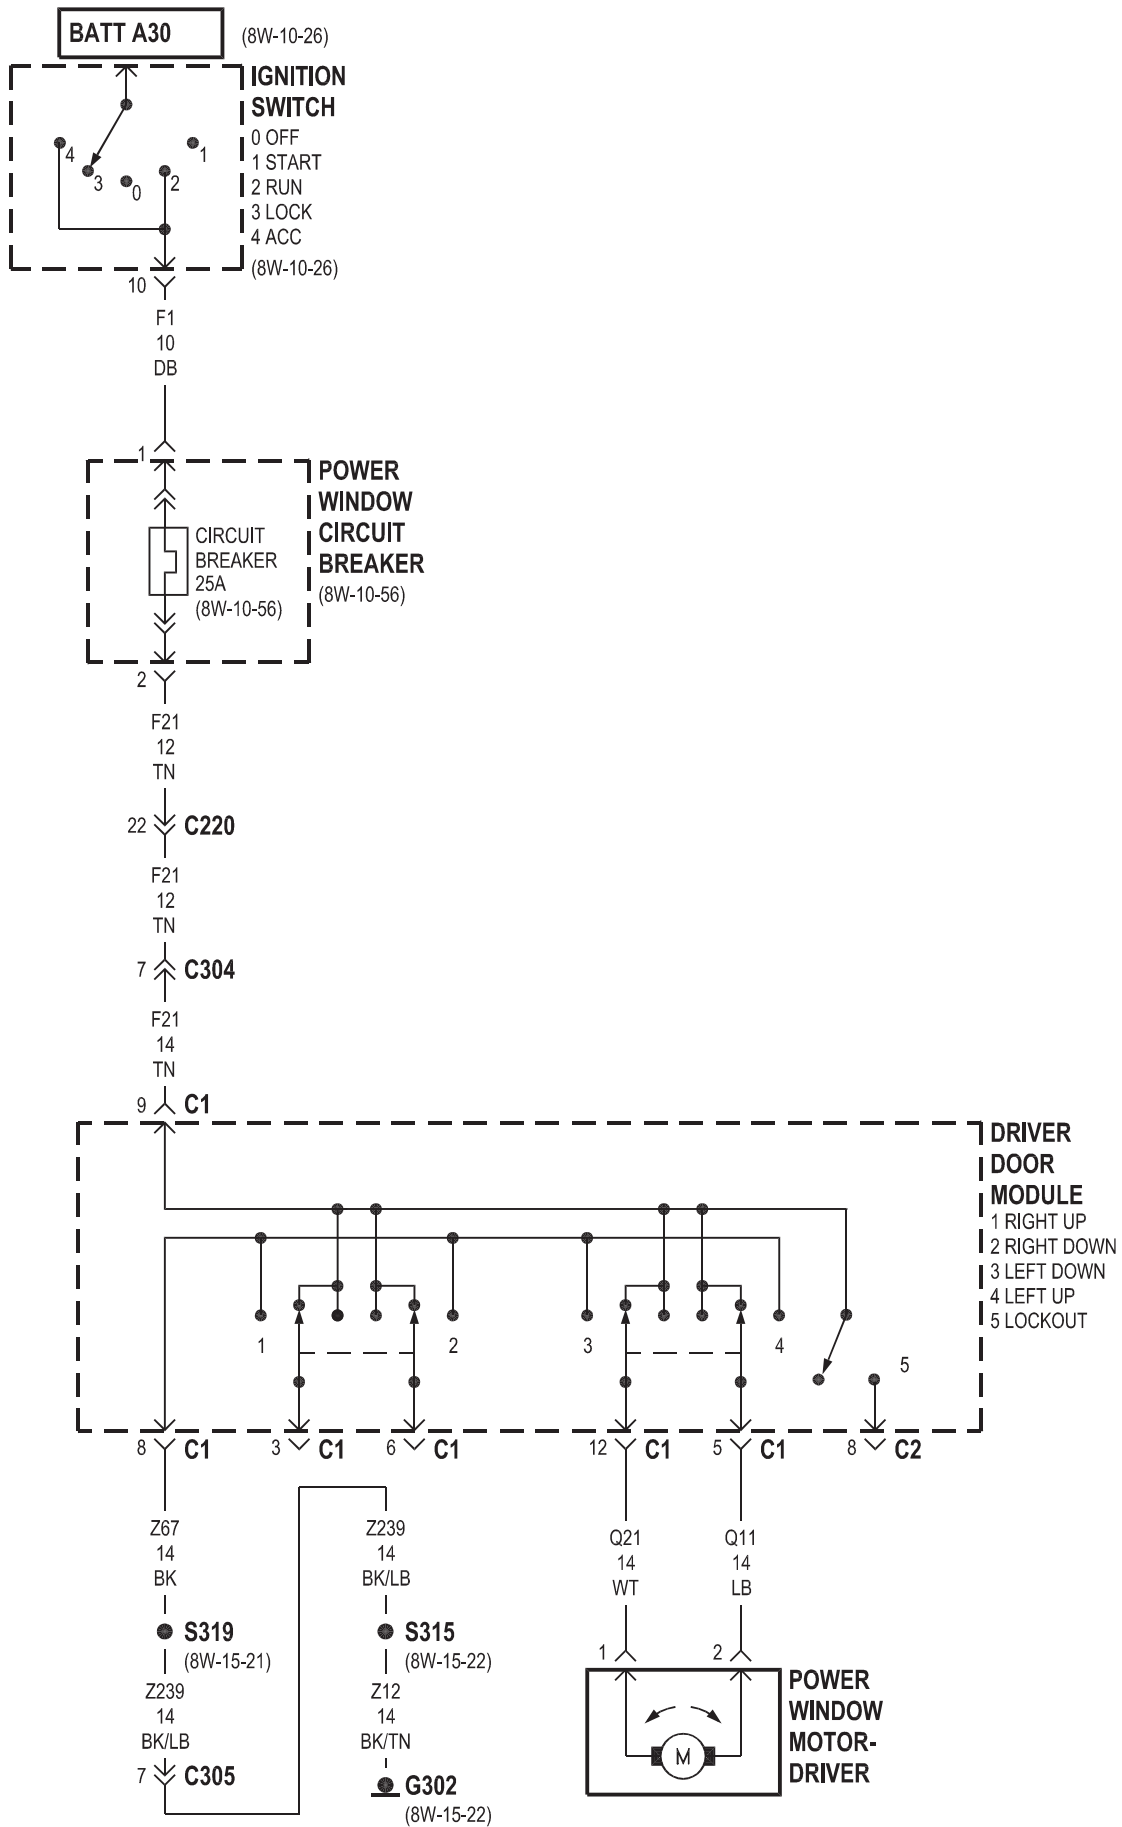 BATT A30
(8W-10-26)
IGNITION
SWITCH
0 OFF
1 START
2 RUN
3 LOCK
4 ACC
(8W-10-26)
4
3
0
2
1
10
F1
10
DB
1
POWER
WINDOW
CIRCUIT
BREAKER
(8W-10-56)
CIRCUIT
BREAKER
25A
(8W-10-56)
2
F21
12
TN
22
C220
F21
12
TN
7
C304
F21
14
TN
9
C1
DRIVER
DOOR
MODULE
1 RIGHT UP
2 RIGHT DOWN
3 LEFT DOWN
4 LEFT UP
5 LOCKOUT
1
2
3
4
5
8
C1
3
C1
6
C1
12
C1
5
C1
8
C2
Z67
14
BK
S319
(8W-15-21)
Z239
14
BK/LB
7
C305
Z239
14
BK/LB
S315
(8W-15-22)
Z12
14
BK/TN
G302
(8W-15-22)
Q21
14
WT
Q11
14
LB
1
2
M
POWER
WINDOW
MOTOR-
DRIVER